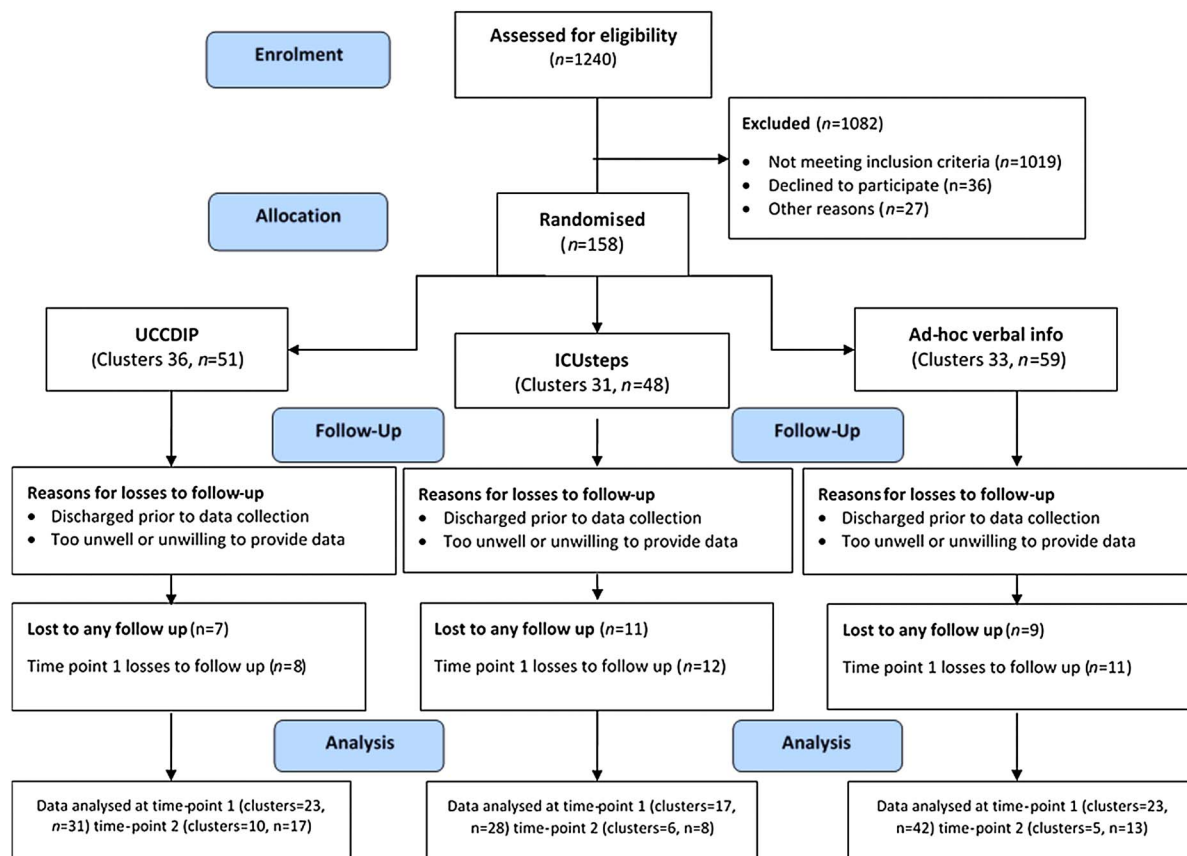 Enrolment
Assessed for eligibility
(n=1240)
Excluded (n=1082)
• Not meeting inclusion criteria (n=1019)
• Declined to participate (n=36)
• Other reasons (n=27)
Allocation
Randomised
(n=158)
UCCDIP
(Clusters 36, n=51)
ICUsteps
(Clusters 31, n=48)
Ad-hoc verbal info
(Clusters 33, n=59)
Follow-Up
Follow-Up
Reasons for losses to follow-up
• Discharged prior to data collection
• Too unwell or unwilling to provide data
Reasons for losses to follow-up
• Discharged prior to data collection
• Too unwell or unwilling to provide data
Reasons for losses to follow-up
• Discharged prior to data collection
• Too unwell or unwilling to provide data
Lost to any follow up (n=7)
Time point 1 losses to follow up (n=8)
Lost to any follow up (n=11)
Time point 1 losses to follow up (n=12)
Lost to any follow up (n=9)
Time point 1 losses to follow up (n=11)
Analysis
Analysis
Data analysed at time-point 1 (clusters=23,
n=31) time-point 2 (clusters=10, n=17)
Data analysed at time-point 1 (clusters=17,
n=28) time-point 2 (clusters=6, n=8)
Data analysed at time-point 1 (clusters=23,
n=42) time-point 2 (clusters=5, n=13)